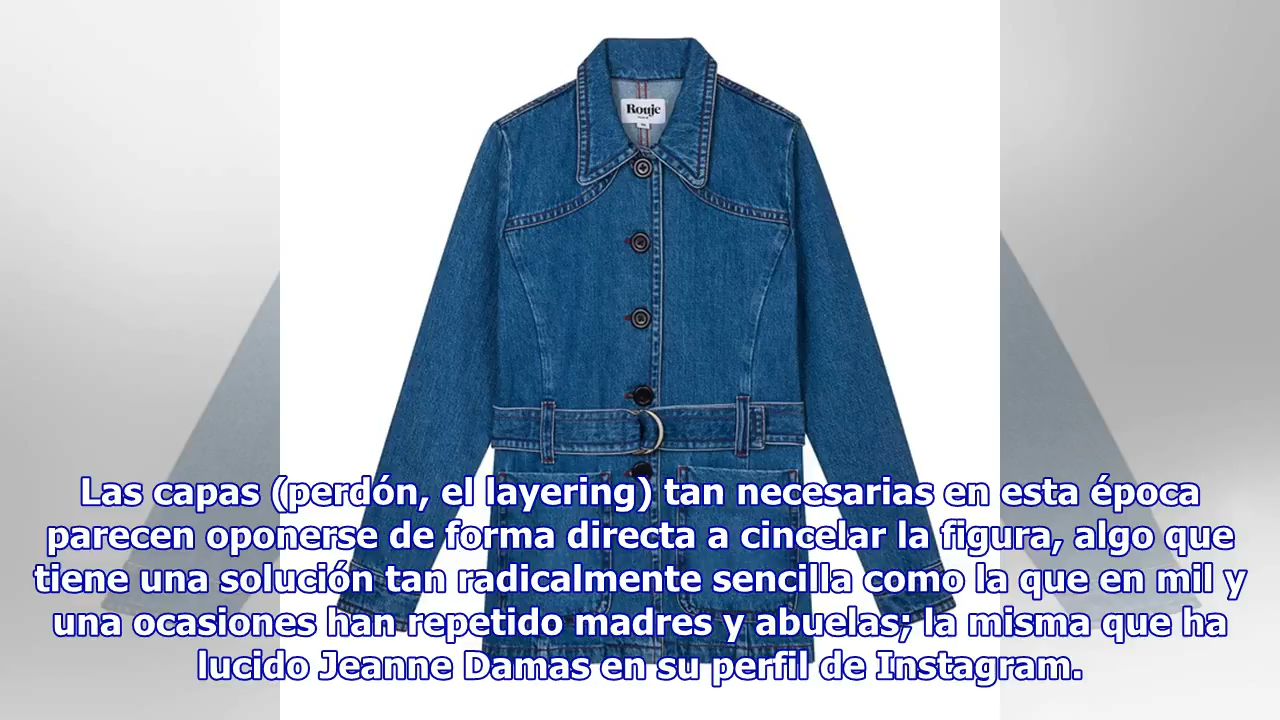 Rouje
Las capas (perdón, el layering) tan necesarias en esta época
parecen oponerse de forma directa a cincelar la figura, algo que
tiene una solución tan radicalmente sencilla como la que en mil y
una ocasiones han repetido madres y abuelas; la misma que ha
lucido Jeanne Damas en su perfil de Instagram.